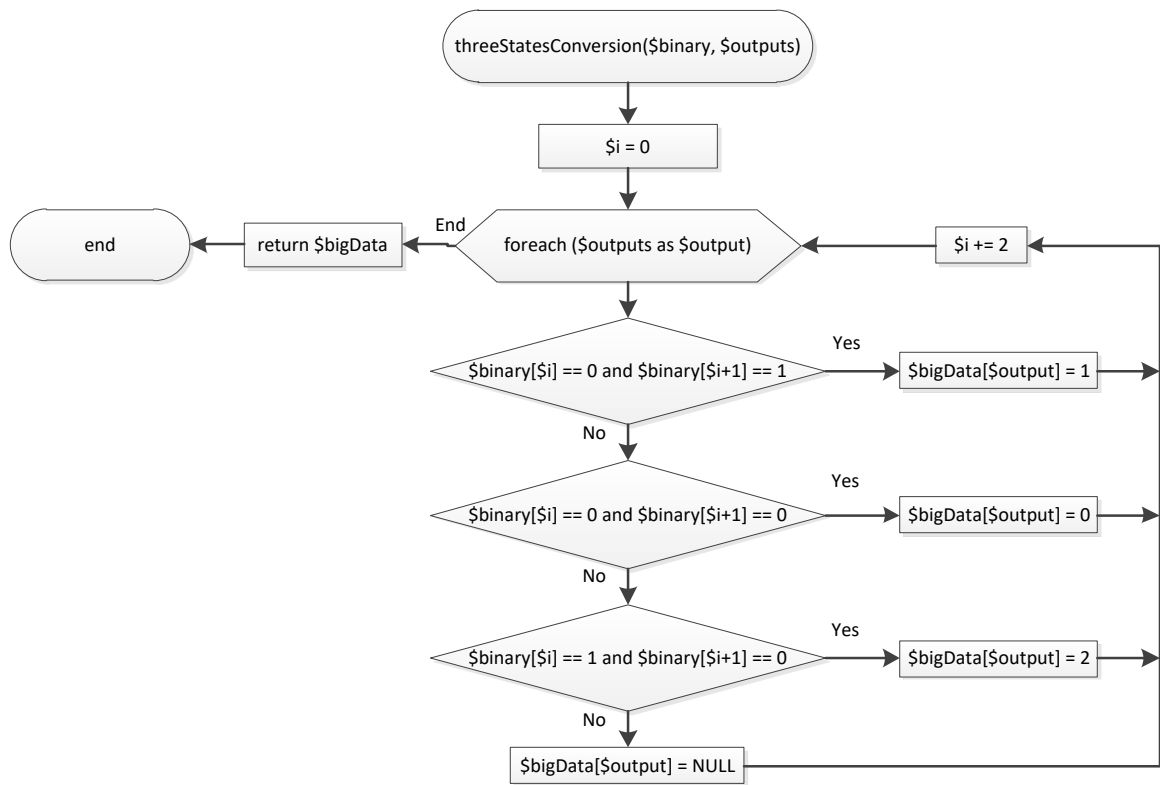 threeStatesConversion($binary, $outputs)
$i = 0
End
end
return $bigData
foreach ($outputs as $output)
$i += 2
Yes
$binary[$i] == 0 and $binary[$i+1] == 1
$bigData[$output] = 1
No
Yes
$binary[$i] == 0 and $binary[$i+1] == 0
$bigData[$output] = 0
No
Yes
$binary[$i] == 1 and $binary[$i+1] == 0
$bigData[$output] = 2
No
$bigData[$output] = NULL